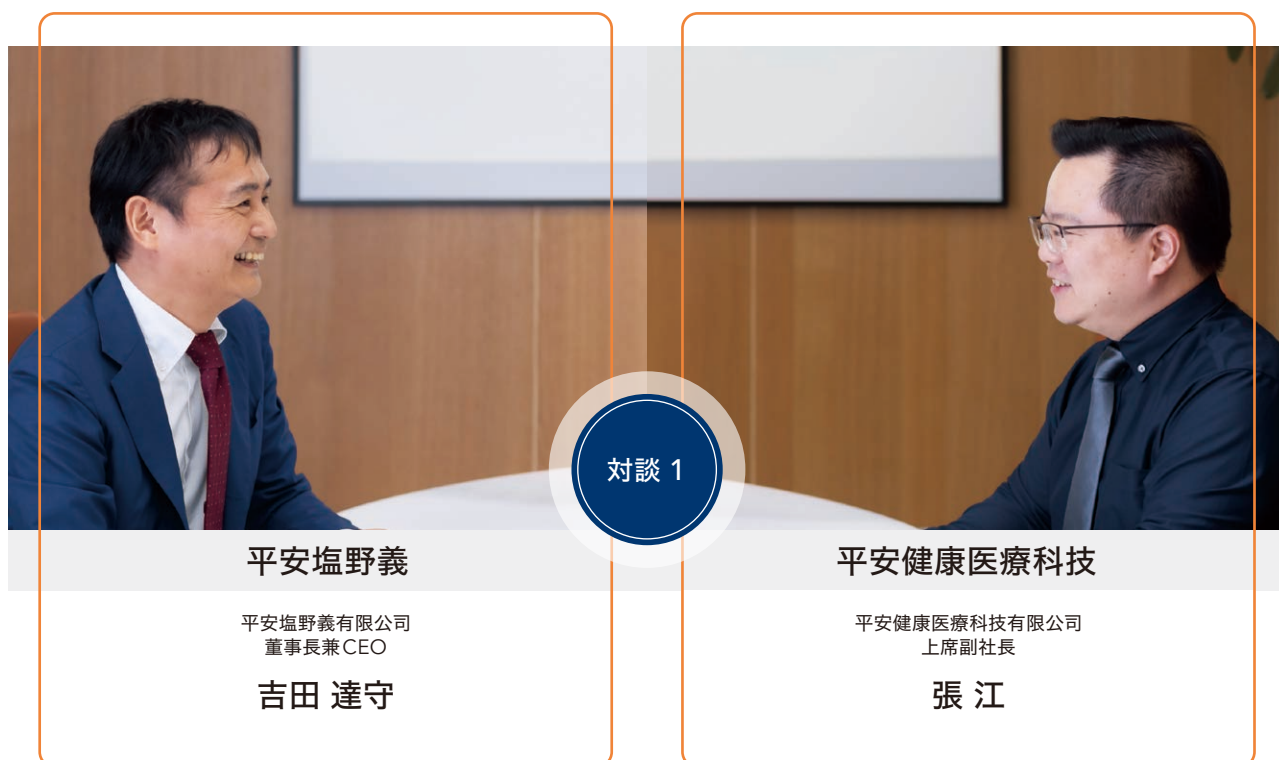 対談 1
平安塩野義
平安塩野義有限公司
董事長兼CEO
吉田 達守
平安健康医療科技
平安健康医療科技有限公司
上席副社長
張 江